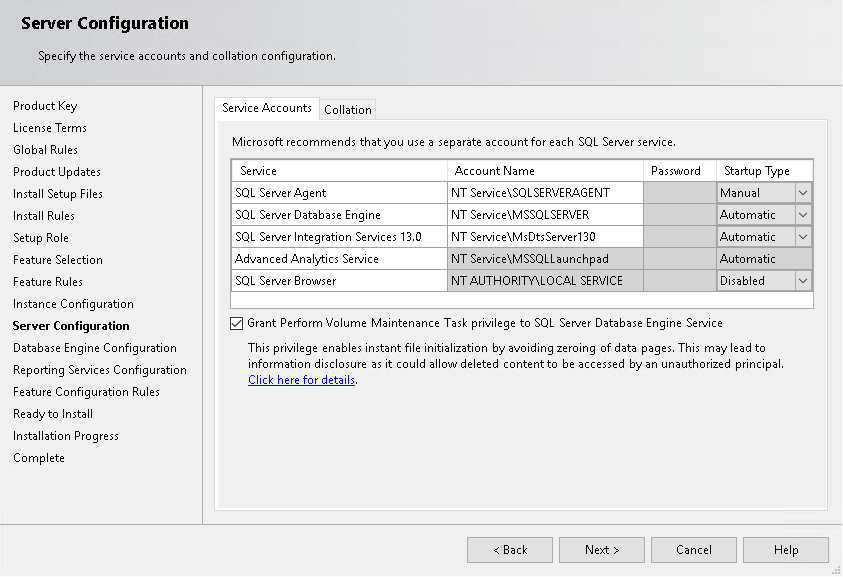 Server Configuration
Specify the service accounts and collation configuration.
Product Key
License Terms
Global Rules
Product Updates
Install Setup Files
Install Rules
Setup Role
Feature Selection
Feature Rules
Instance Configuration
Server Configuration
Database Engine Configuration
Reporting Services Configuration
Feature Configuration Rules
Ready to Install
Installation Progress
Complete
Service Accounts Collation
Microsoft recommends that you use a separate account for each SQL Server service.
Service Account Name Password Startup Type
SQL Server Agent NT Service\SQLSERVERAGENT Manual
SQL Server Database Engine NT Service\MSSQLSERVER Automatic
SQL Server Integration Services 13.0 NT Service\MsDtsServer130 Automatic
Advanced Analytics Service NT Service\MSSQLLaunchpad Automatic
SQL Server Browser NT AUTHORITY\LOCAL SERVICE Disabled
Grant Perform Volume Maintenance Task privilege to SQL Server Database Engine Service
This privilege enables instant file initialization by avoiding zeroing of data pages. This may lead to
information disclosure as it could allow deleted content to be accessed by an unauthorized principal.
Click here for details.
< Back Next > Cancel Help